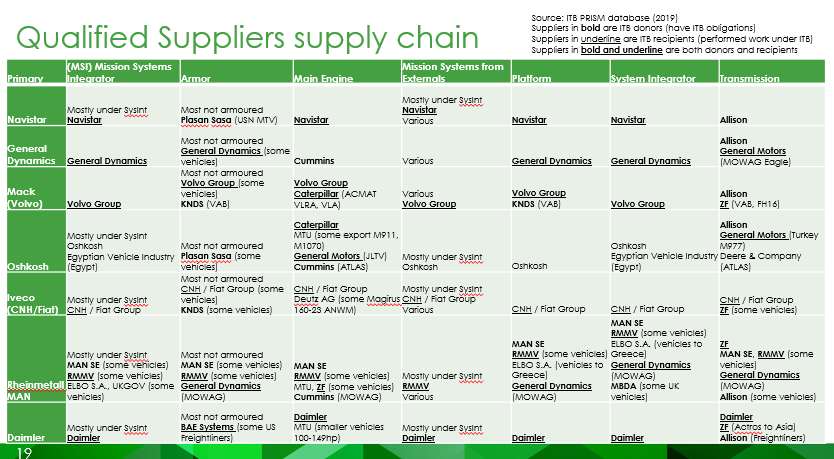 Qualified Suppliers supply chain
Source: ITB PRISM database (2019)
Suppliers in bold are ITB donors (have ITB obligations)
Suppliers in underline are ITB recipients (performed work under ITB)
Suppliers in bold and underline are both donors and recipients
Primary
(MSI) Mission Systems
Integrator
Armor
Main Engine
Mission Systems from
Externals
Platform
System Integrator
Transmission
Navistar
Mostly under SysInt
Navistar
Most not armoured
Plasan Sasa (USN MTV)
Navistar
Mostly under SysInt
Navistar
Various
Navistar
Navistar
Allison
General
Dynamics
General Dynamics
Most not armoured
General Dynamics (some
vehicles)
Cummins
Various
General Dynamics
General Dynamics
Allison
General Motors
(MOWAG Eagle)
Mack
(Volvo)
Volvo Group
Most not armoured
Volvo Group (some
vehicles)
KNDS (VAB)
Volvo Group
Caterpillar (ACMAT
VLRA, VLA)
Various
Volvo Group
Volvo Group
KNDS (VAB)
Volvo Group
Allison
ZF (VAB, FH16)
Oshkosh
Mostly under SysInt
Oshkosh
Egyptian Vehicle Industry
(Egypt)
Most not armoured
Plasan Sasa (some
vehicles)
Caterpillar
MTU (some export M911,
M1070)
General Motors (JLTV)
Cummins (ATLAS)
Mostly under SysInt
Oshkosh
Oshkosh
Oshkosh
Egyptian Vehicle Industry
(Egypt)
Allison
General Motors (Turkey
M977)
Deere & Company
(ATLAS)
Iveco
(CNH/Fiat)
Mostly under SysInt
CNH / Fiat Group
Most not armoured
CNH / Fiat Group (some
vehicles)
KNDS (some vehicles)
CNH / Fiat Group
Deutz AG (some Magirus
160-23 ANWM)
Mostly under SysInt
CNH / Fiat Group
Various
CNH / Fiat Group
CNH / Fiat Group
CNH / Fiat Group
ZF (some vehicles)
Rheinmetall
MAN
Mostly under SysInt
MAN SE (some vehicles)
RMMV (some vehicles)
ELBO S.A., UKGOV (some
vehicles)
Most not armoured
MAN SE (some vehicles)
RMMV (some vehicles)
General Dynamics
(MOWAG)
MAN SE
RMMV (some vehicles)
MTU, ZF (some vehicles)
Cummins (MOWAG)
Mostly under SysInt
RMMV
Various
MAN SE
RMMV (some vehicles)
ELBO S.A. (vehicles to
Greece)
General Dynamics
(MOWAG)
MAN SE
RMMV (some vehicles)
ELBO S.A. (vehicles to
Greece)
General Dynamics
(MOWAG)
MBDA (some UK
vehicles)
ZF
MAN SE, RMMV (some
vehicles)
General Dynamics
(MOWAG)
Allison (some vehicles)
Daimler
Mostly under SysInt
Daimler
Most not armoured
BAE Systems (some US
Freightliners)
Daimler
MTU (smaller vehicles
100-149hp)
Mostly under SysInt
Daimler
Daimler
Daimler
Daimler
ZF (Actros to Asia)
Allison (Freightliners)
19